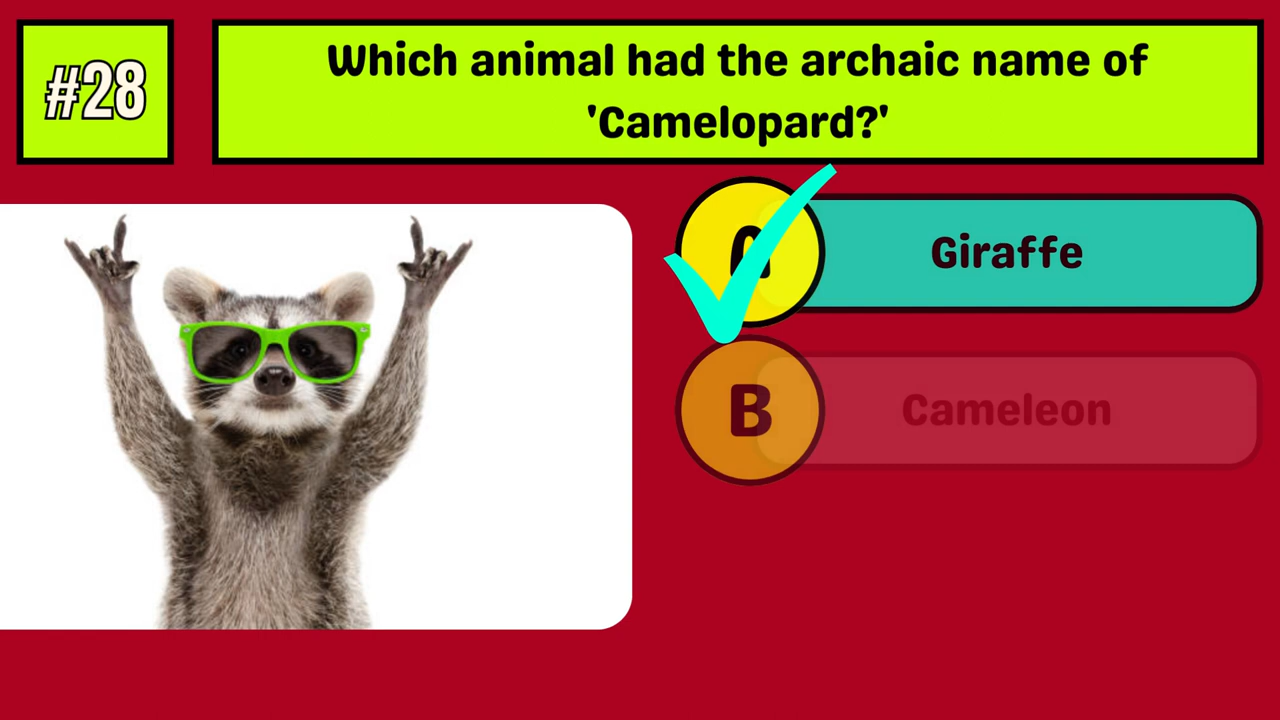 #28
Which animal had the archaic name of
'Camelopard?'
A
Giraffe
B
Cameleon